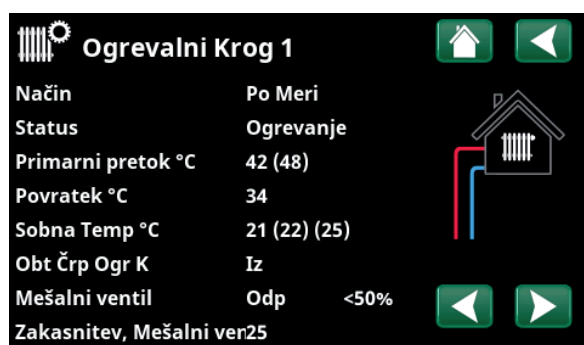 Ogrevalni Krog 1
Način Po Meri
Status Ogrevanje
Primarni pretok °C 42 (48)
Povratek °C 34
Sobna Temp °C 21 (22) (25)
Obt Črp Ogr K Iz
Mešalni ventil Odp <50%
Zakasnitev, Mešalni ven25